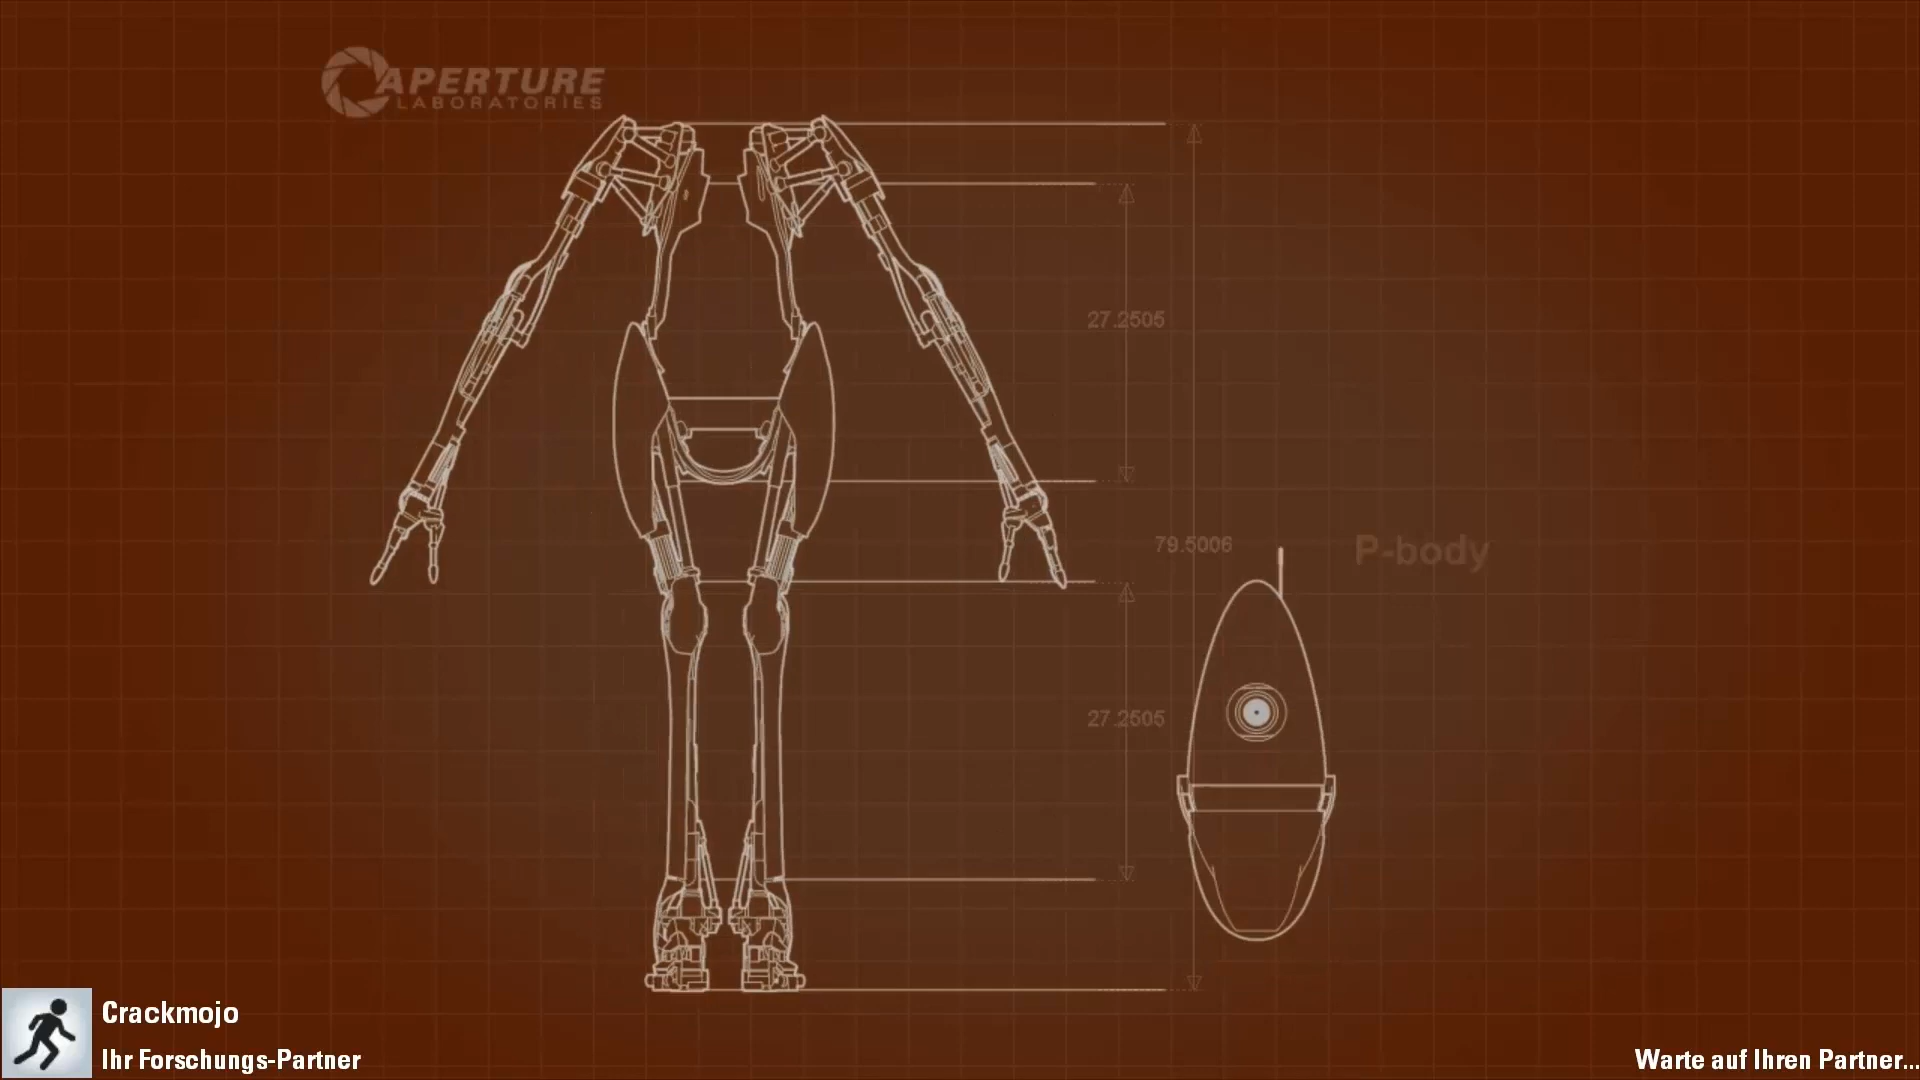 APERTURE
LABORATORIES
27.2505
79.5006
P-body
27.2505
Crackmojo
Ihr Forschungs-Partner
Warte auf Ihren Partner...